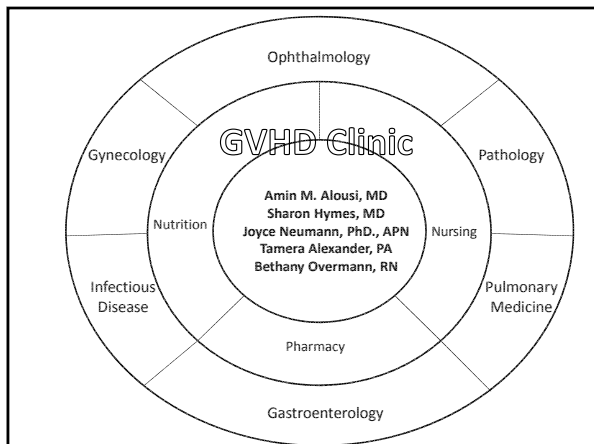 Ophthalmology
GVHD Clinic
Gynecology
Pathology
Amin M. Alousi, MD
Sharon Hymes, MD
Joyce Neumann, PhD., APN
Tamera Alexander, PA
Bethany Overmann, RN
Nutrition
Nursing
Infectious
Disease
Pulmonary
Medicine
Pharmacy
Gastroenterology